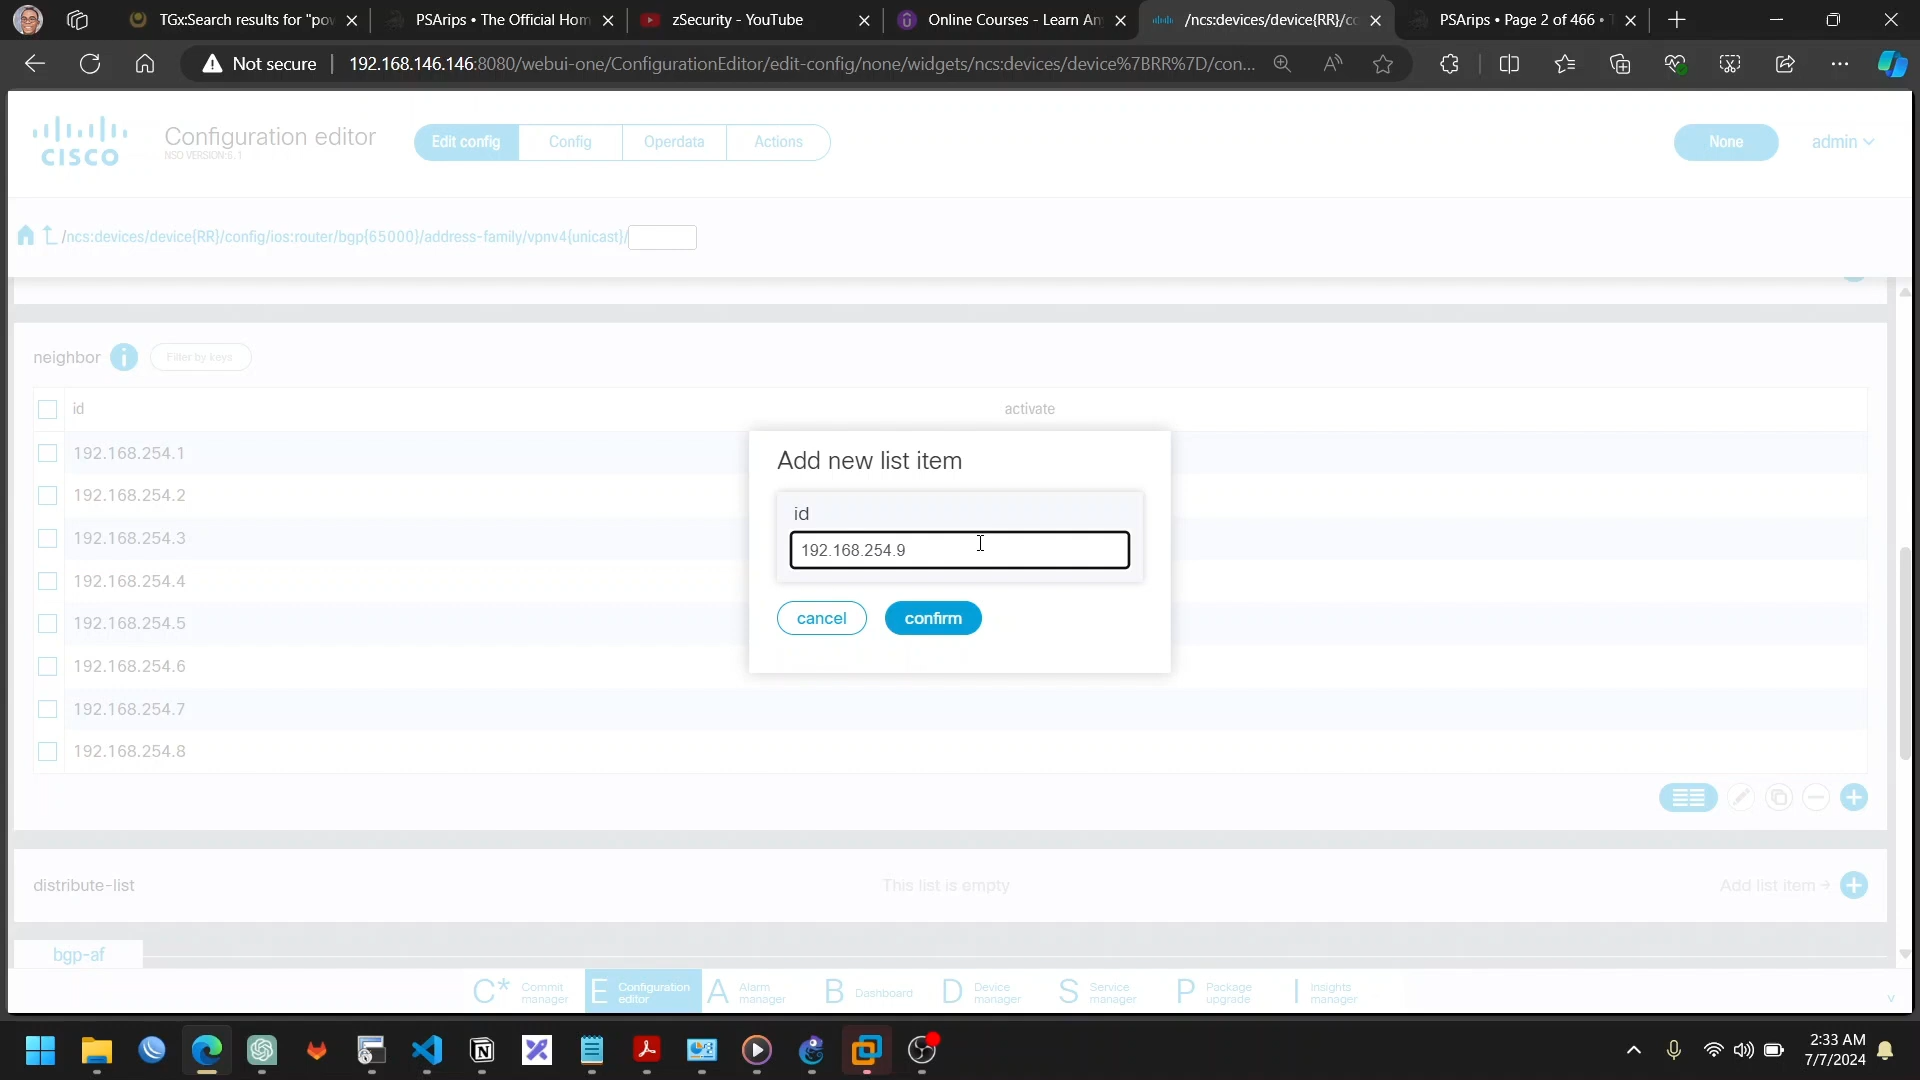 TGx:Search results for "pov
PSArips • The Official Hom
zSecurity - YouTube
Online Courses - Learn An
/ncs:devices/device{RR}/co
PSArips • Page 2 of 466 •
Not secure
192.168.146.146:8080/webui-one/ConfigurationEditor/edit-config/none/widgets/ncs:devices/device%7BRR%7D/con...
CISCO
Configuration editor
NSO VERSION:6.1
Edit config
Config
Operdata
Actions
None
admin
/ncs:devices/device{RR}/config/ios:router/bgp{65000}/address-family/vpnv4{unicast}/
neighbor
Filter by keys
id
activate
192.168.254.1
192.168.254.2
192.168.254.3
192.168.254.4
192.168.254.5
192.168.254.6
192.168.254.7
192.168.254.8
Add new list item
id
192.168.254.9
cancel
confirm
distribute-list
This list is empty
Add list item
bgp-af
C* Commit manager
E Configuration editor
A Alarm manager
B Dashboard
D Device manager
S Service manager
P Package upgrade
I Insights manager
2:33 AM
7/7/2024